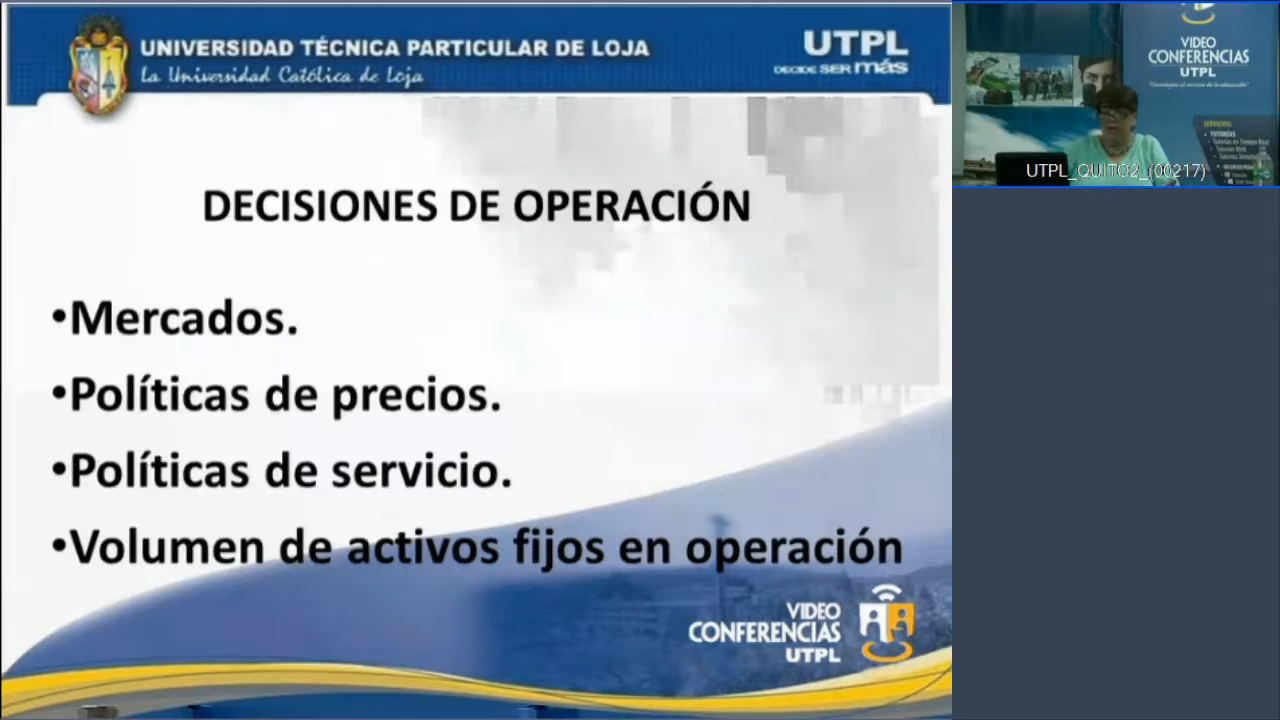 UNIVERSIDAD TÉCNICA PARTICULAR DE LOJA
La Universidad Católica de Loja
UTPL
DECIDE SER más
DECISIONES DE OPERACIÓN
•Mercados.
•Políticas de precios.
•Políticas de servicio.
•Volumen de activos fijos en operación
VIDEO
CONFERENCIAS
UTPL
VIDEO
CONFERENCIAS
UTPL
SERVICIOS:
TUTORÍAS
UTPL_QUITO2_(00217)